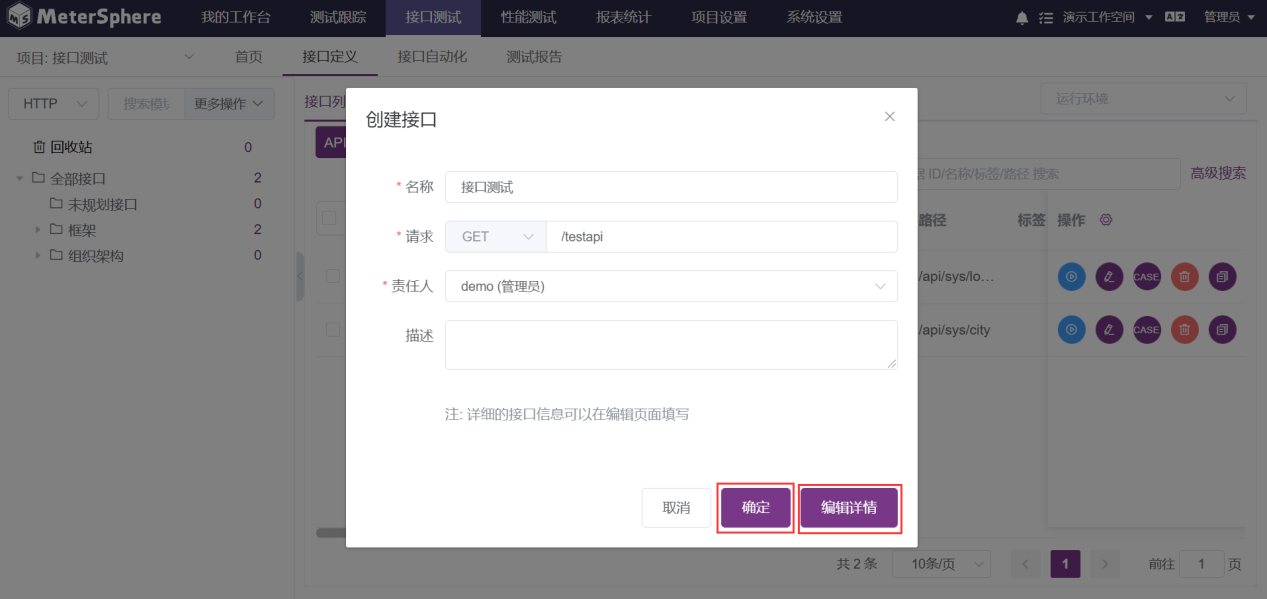 MeterSphere 我的工作台 测试跟踪 接口测试 性能测试 报表统计 项目设置 系统设置 演示工作空间 管理员
项目: 接口测试 首页 接口定义 接口自动化 测试报告
HTTP 搜索模块 更多操作 接口列 运行环境
创建接口
回收站 0
API
全部接口 2
ID/名称/标签/路径 搜索 高级搜索
* 名称 接口测试
未规划接口 0
路径 标签 操作
框架 2
* 请求 GET /testapi
组织架构 0
/api/sys/lo... CASE
* 责任人 demo (管理员)
描述
/api/sys/city CASE
注: 详细的接口信息可以在编辑页面填写
取消 确定 编辑详情
共 2 条 10条/页 1 前往 1 页